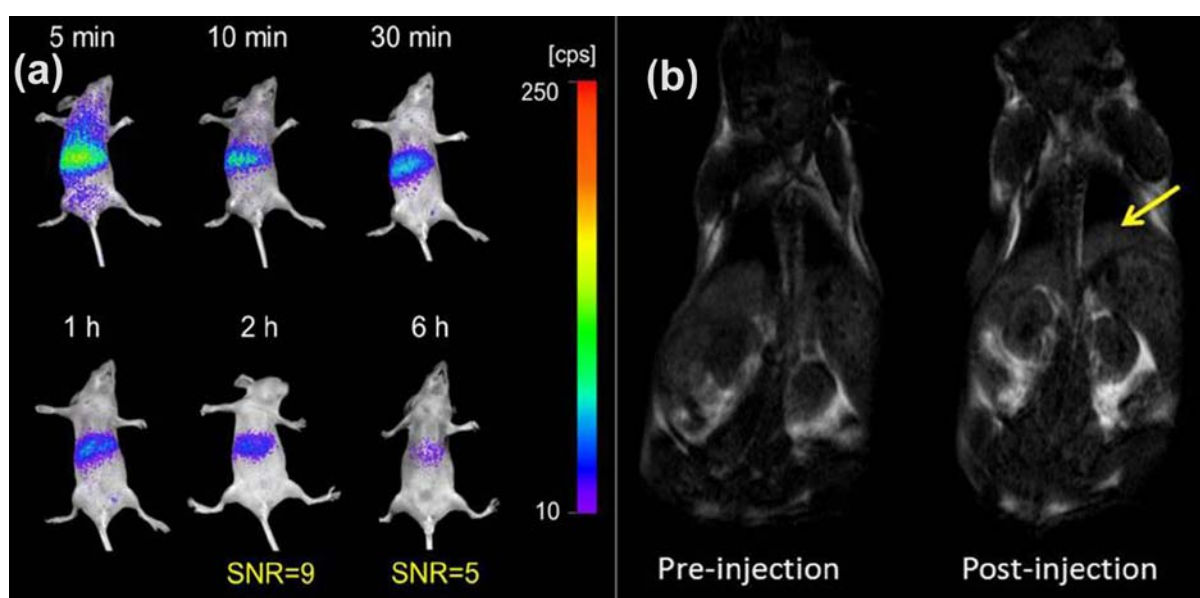 (a)
5 min
10 min
30 min
[cps]
250
1 h
2 h
6 h
10
SNR=9
SNR=5
(b)
Pre-injection
Post-injection